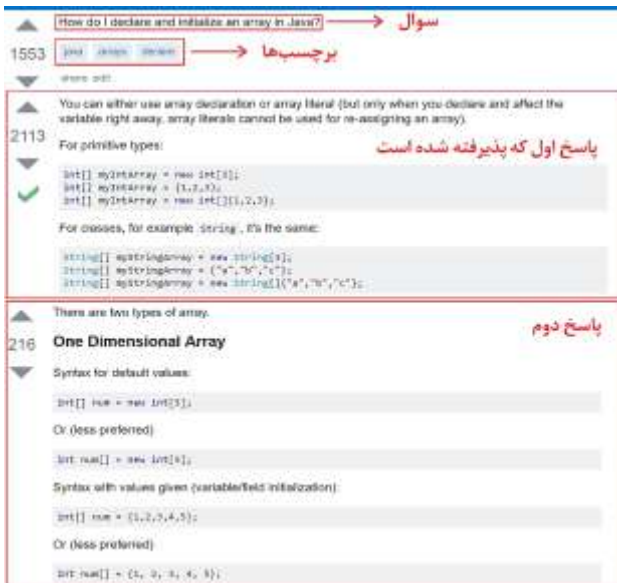 How do I declare and initialize an array in Java?
سوال
1553
java arrays declare
برچسب‌ها
share edit
You can either use array declaration or array literal (but only when you declare and affect the
variable right away, array literals cannot be used for re-assigning an array).
2113
For primitive types:
پاسخ اول که پذیرفته شده است
int[] myIntArray = new int[3];
int[] myIntArray = {1,2,3};
int[] myIntArray = new int[]{1,2,3};
For classes, for example String , it's the same:
String[] myStringArray = new String[3];
String[] myStringArray = {"a","b","c"};
String[] myStringArray = new String[]{"a","b","c"};
There are two types of array.
پاسخ دوم
216
One Dimensional Array
Syntax for default values:
int[] num = new int[5];
Or (less preferred)
int num[] = new int[5];
Syntax with values given (variable/field initialization):
int[] num = {1,2,3,4,5};
Or (less preferred)
int num[] = {1, 2, 3, 4, 5};